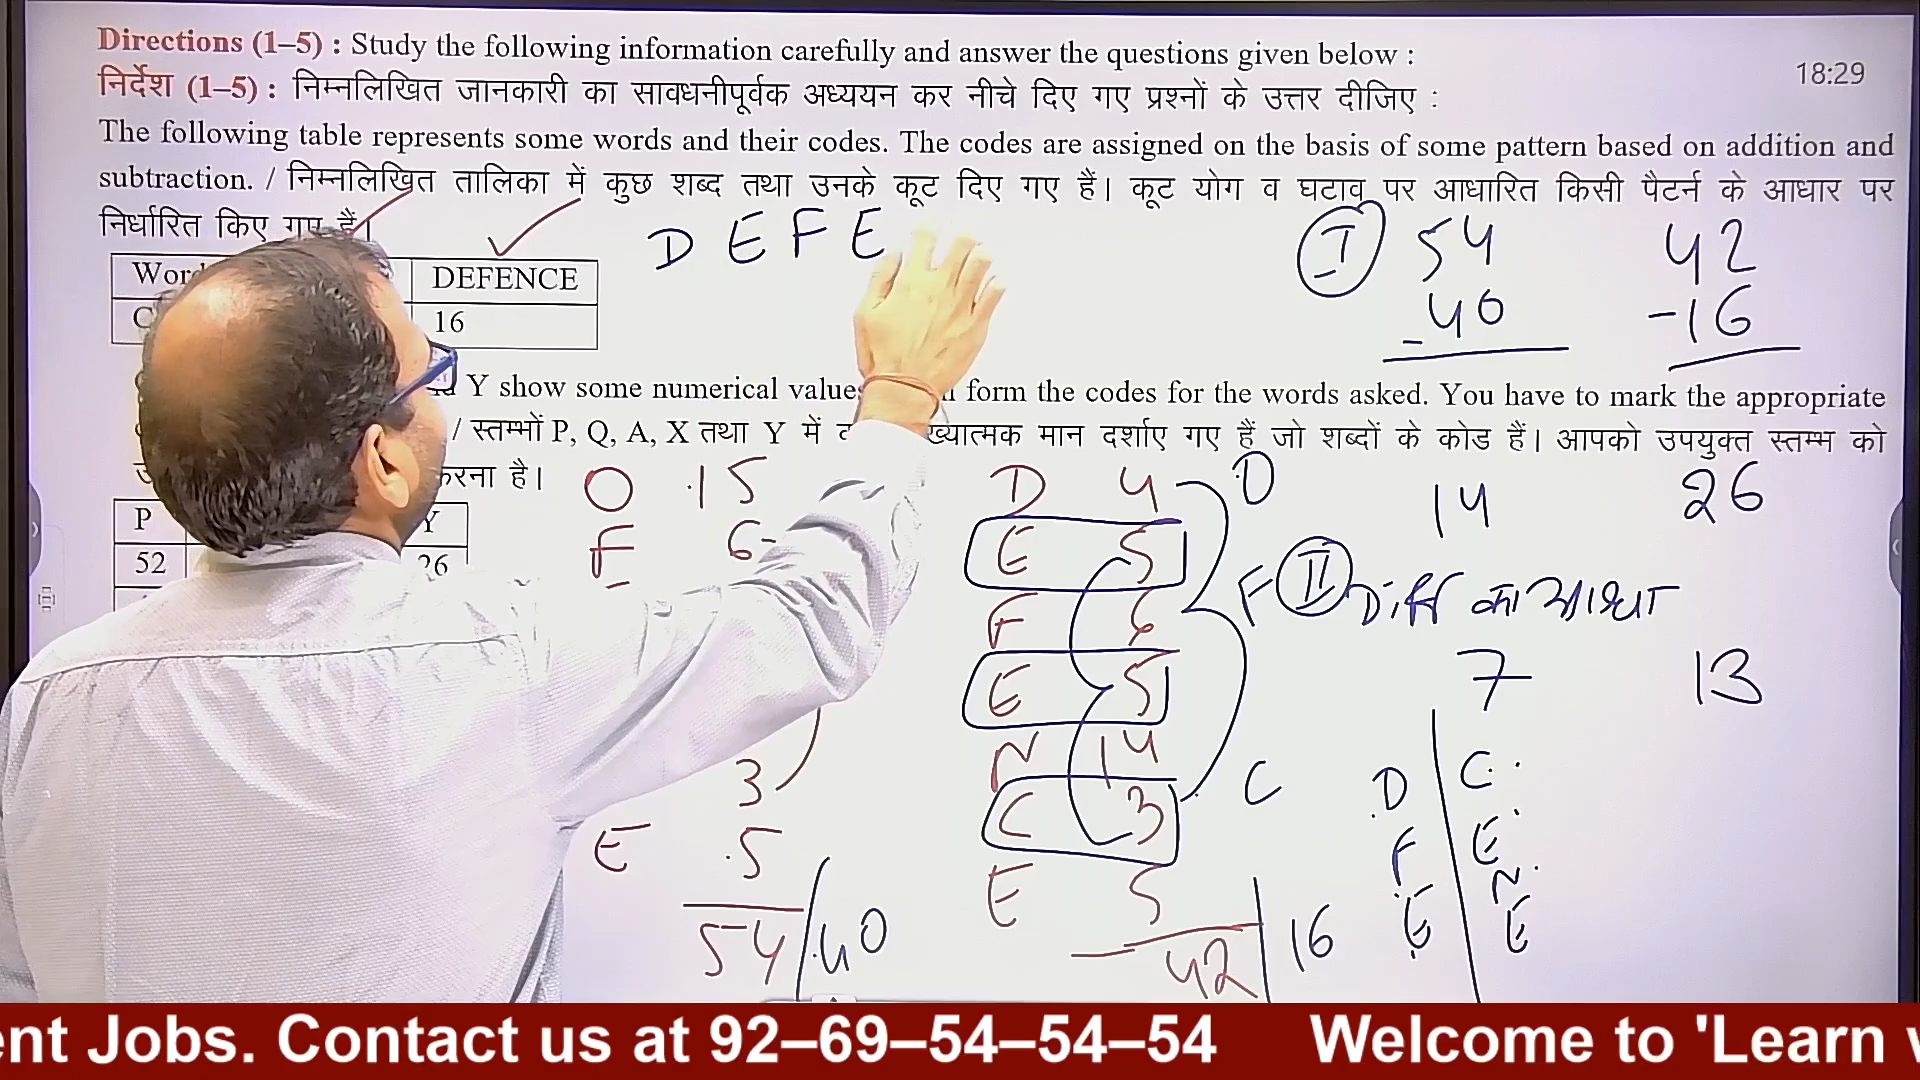 Directions (1–5) : Study the following information carefully and answer the questions given below :
18:29
निर्देश (1–5) : निम्नलिखित जानकारी का सावधनीपूर्वक अध्ययन कर नीचे दिए गए प्रश्नों के उत्तर दीजिए :
The following table represents some words and their codes. The codes are assigned on the basis of some pattern based on addition and
subtraction. / निम्नलिखित तालिका में कुछ शब्द तथा उनके कूट दिए गए हैं। कूट योग व घटाव पर आधारित किसी पैटर्न के आधार पर
निर्धारित किए गए हैं।
D E F E
I 54 42
- 40 - 16
DEFENCE
16
Y show some numerical form the codes for the words asked. You have to mark the appropriate
/ स्तम्भों P, Q, A, X तथा Y में मान दर्शाए गए हैं जो शब्दों के कोड हैं। आपको उपयुक्त स्तम्भ को
करना है।
O 15 D 4 D 14 26
P Y
F 6 E 5
52 26
F 6 F II Diff का आधा
E 5 7 13
N 14
3 C 3 C D C
E 5 F E
E 5 N
E E
54 / 40 42 16
ent Jobs. Contact us at 92–69–54–54–54 Welcome to 'Learn